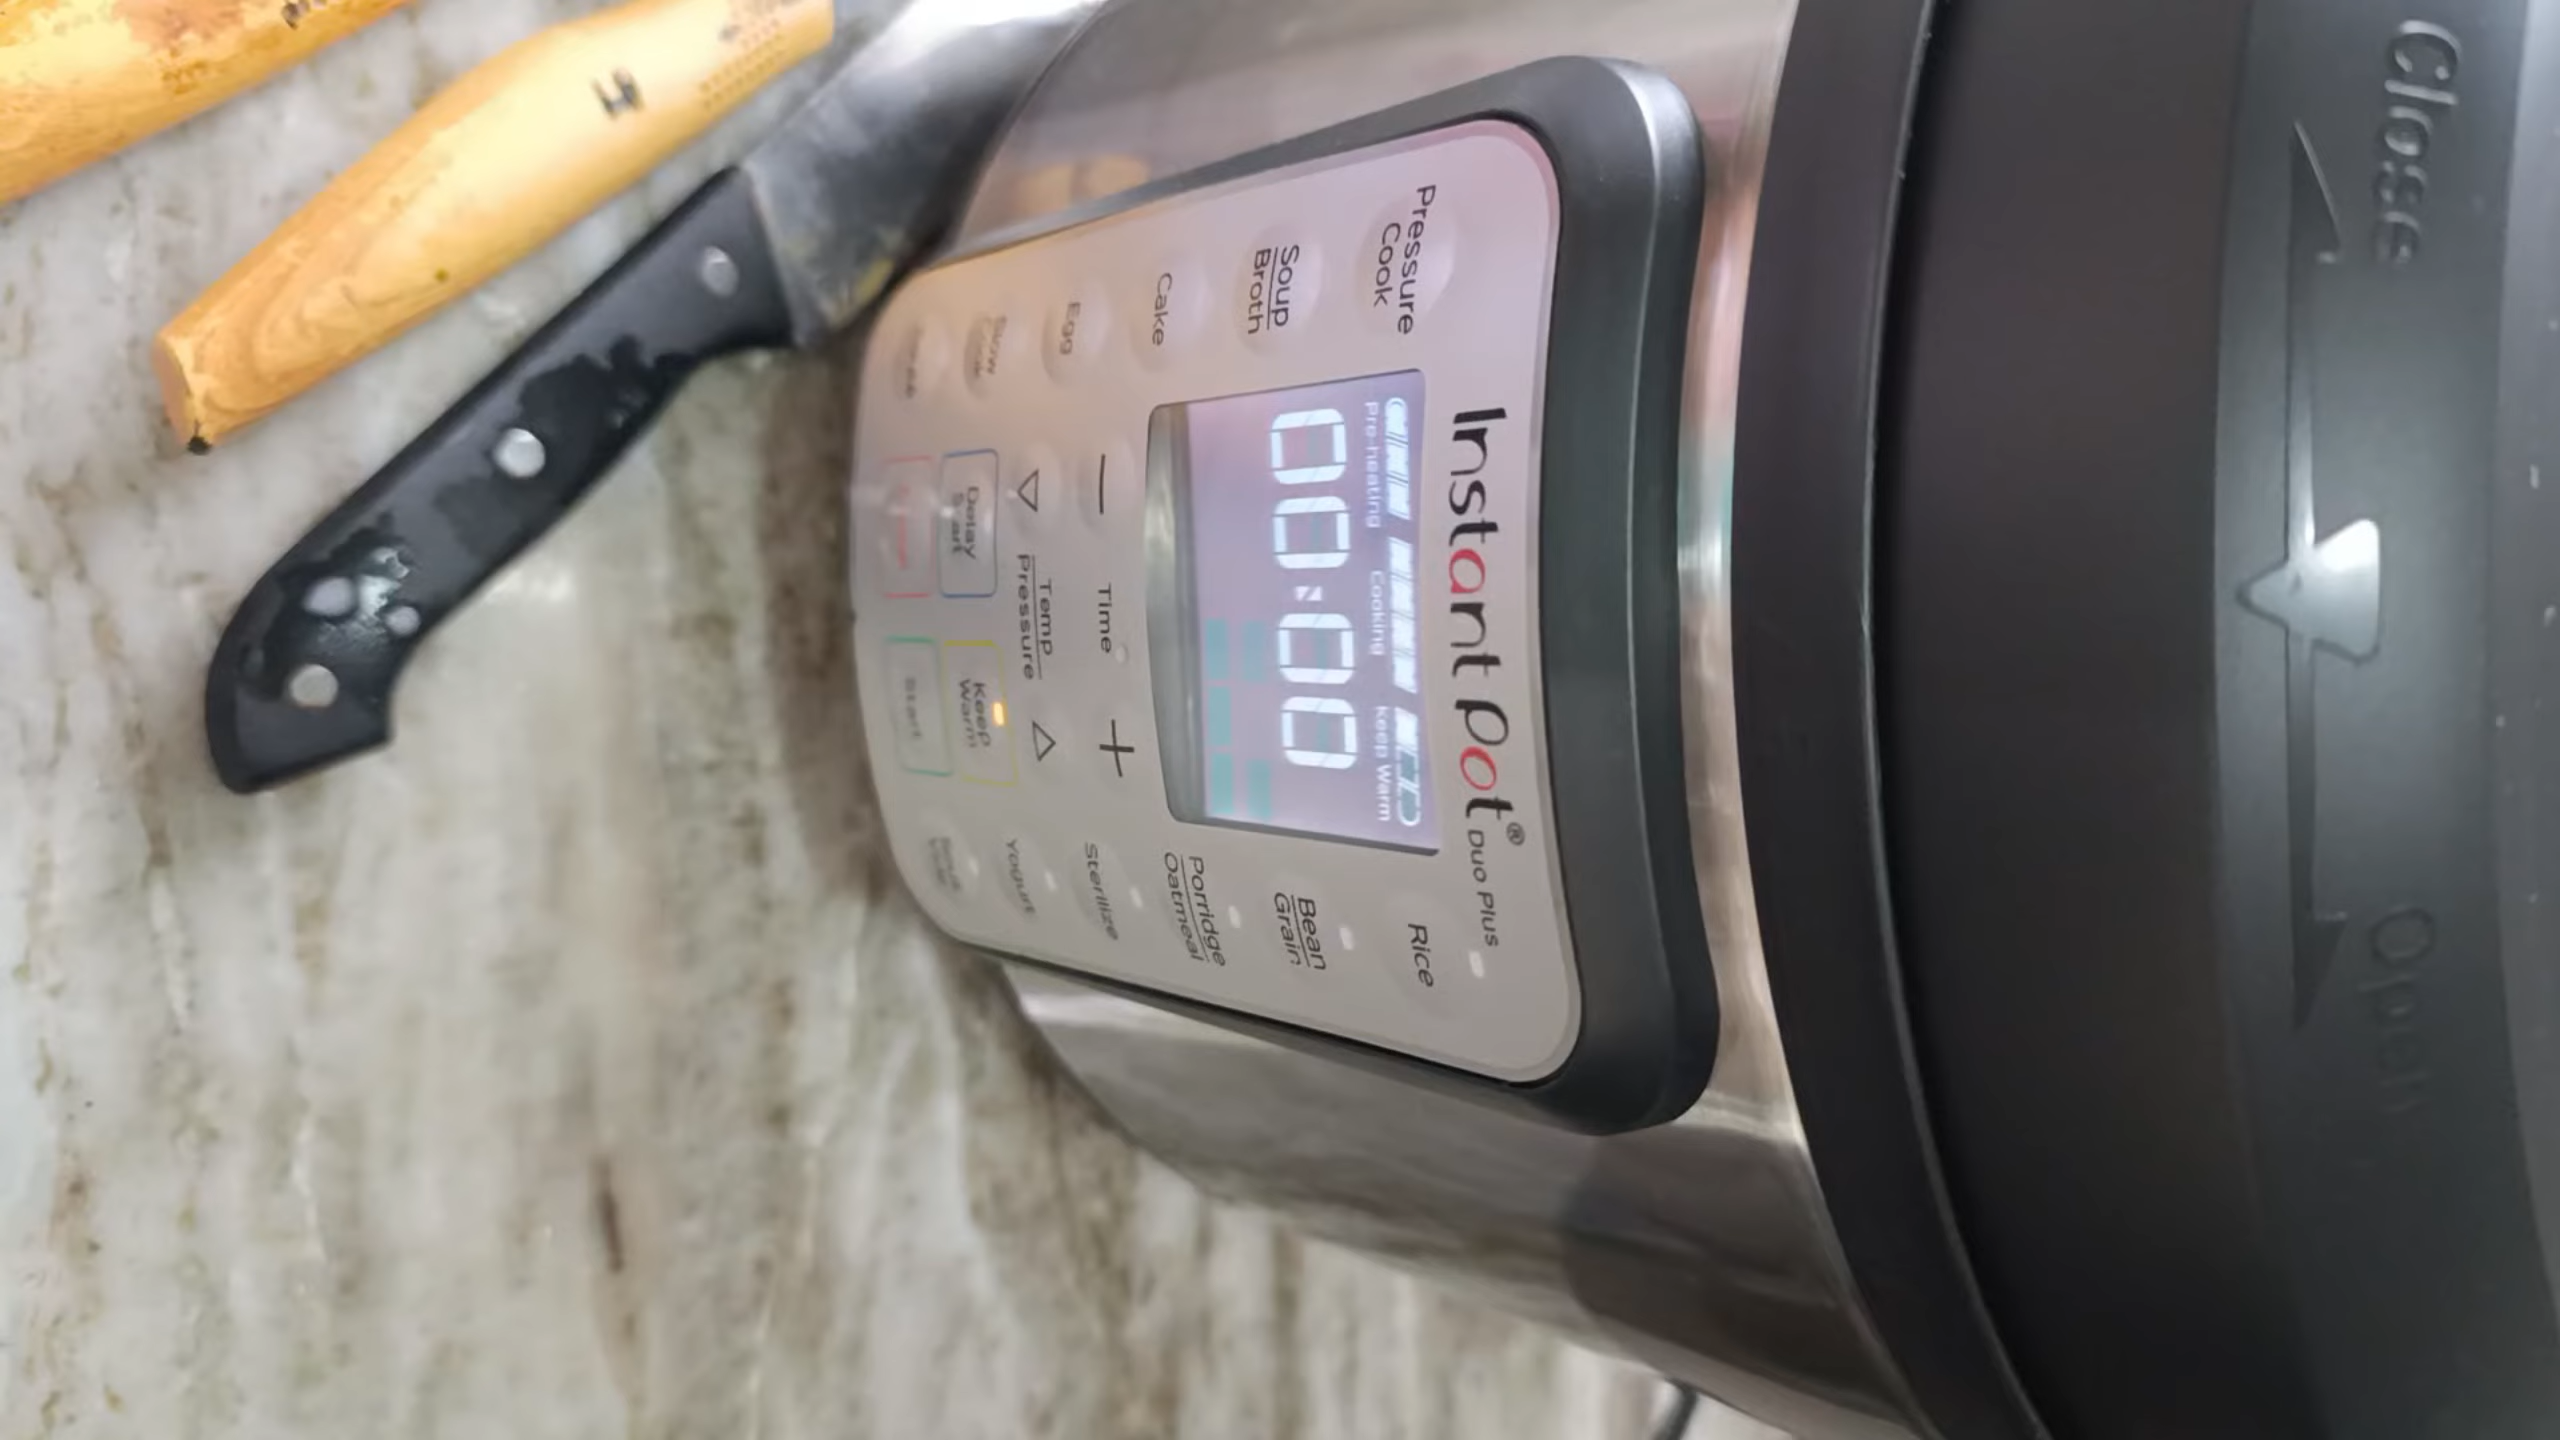 Close
Open
Instant Pot® Duo Plus
Pressure
Cook
Soup
Broth
Cake
Egg
Slow
Pre-heating Cooking Keep Warm
00:00
− Time +
Temp
Pressure
Delay
Start
Keep
Warm
Start
Rice
Bean
Grain
Porridge
Oatmeal
Sterilize
Yogurt